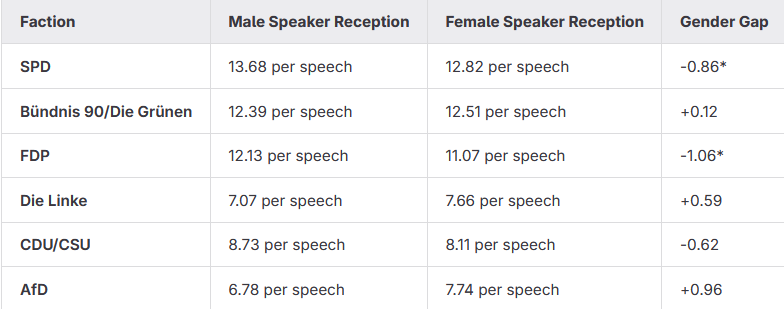 Faction Male Speaker Reception Female Speaker Reception Gender Gap
SPD 13.68 per speech 12.82 per speech -0.86*
Bündnis 90/Die Grünen 12.39 per speech 12.51 per speech +0.12
FDP 12.13 per speech 11.07 per speech -1.06*
Die Linke 7.07 per speech 7.66 per speech +0.59
CDU/CSU 8.73 per speech 8.11 per speech -0.62
AfD 6.78 per speech 7.74 per speech +0.96